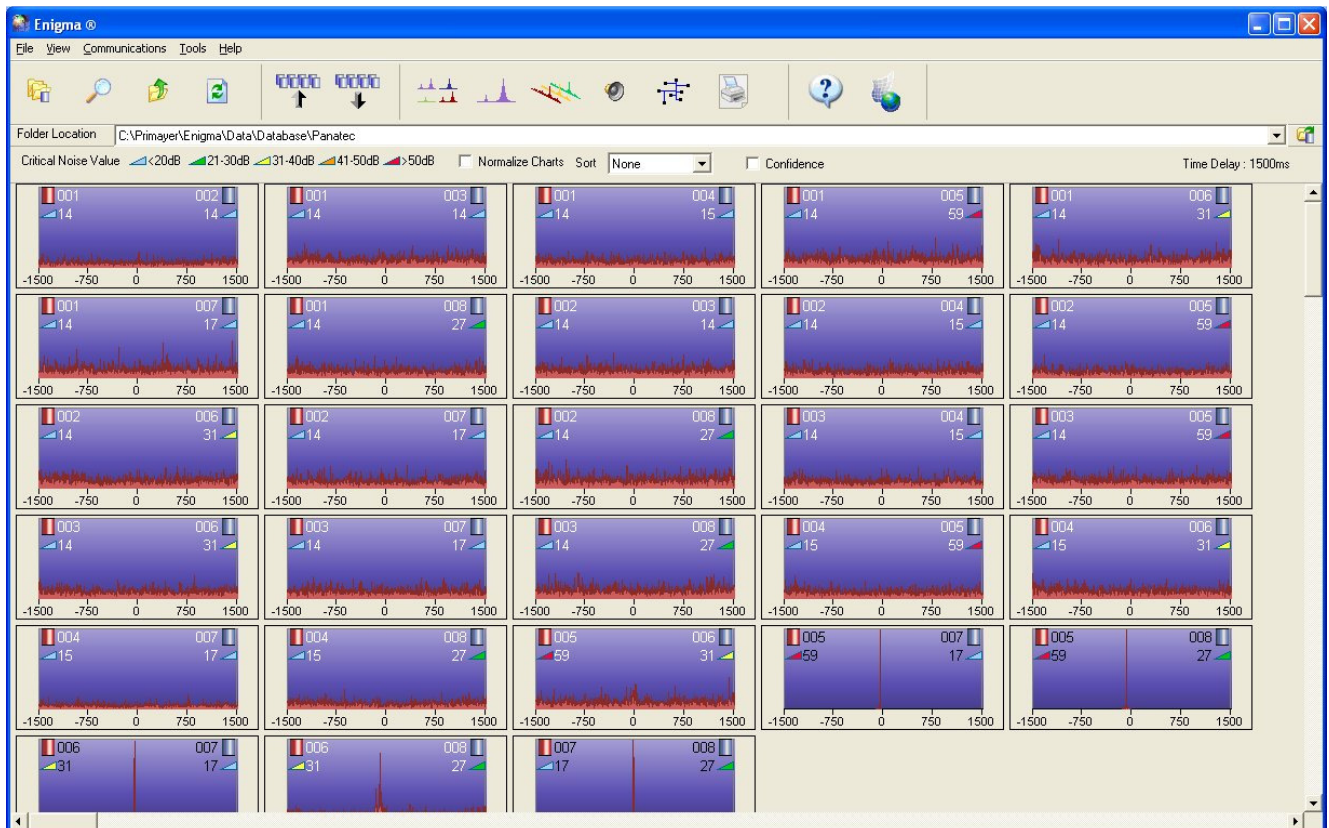 Enigma ®
File View Communications Tools Help
Folder Location C:\Primayer\Enigma\Data\Database\Panatec
Critical Noise Value <20dB 21-30dB 31-40dB 41-50dB >50dB Normalize Charts Sort None Confidence Time Delay : 1500ms
001 002 001 003 001 004 001 005 001 006
14 14 14 14 14 15 14 59 14 31
-1500 -750 0 750 1500 -1500 -750 0 750 1500 -1500 -750 0 750 1500 -1500 -750 0 750 1500 -1500 -750 0 750 1500
001 007 001 008 002 003 002 004 002 005
14 17 14 27 14 14 14 15 14 59
-1500 -750 0 750 1500 -1500 -750 0 750 1500 -1500 -750 0 750 1500 -1500 -750 0 750 1500 -1500 -750 0 750 1500
002 006 002 007 002 008 003 004 003 005
14 31 14 17 14 27 14 15 14 59
-1500 -750 0 750 1500 -1500 -750 0 750 1500 -1500 -750 0 750 1500 -1500 -750 0 750 1500 -1500 -750 0 750 1500
003 006 003 007 003 008 004 005 004 006
14 31 14 17 14 27 15 59 15 31
-1500 -750 0 750 1500 -1500 -750 0 750 1500 -1500 -750 0 750 1500 -1500 -750 0 750 1500 -1500 -750 0 750 1500
004 007 004 008 005 006 005 007 005 008
15 17 15 27 59 31 59 17 59 27
-1500 -750 0 750 1500 -1500 -750 0 750 1500 -1500 -750 0 750 1500 -1500 -750 0 750 1500 -1500 -750 0 750 1500
006 007 006 008 007 008
31 17 31 27 17 27